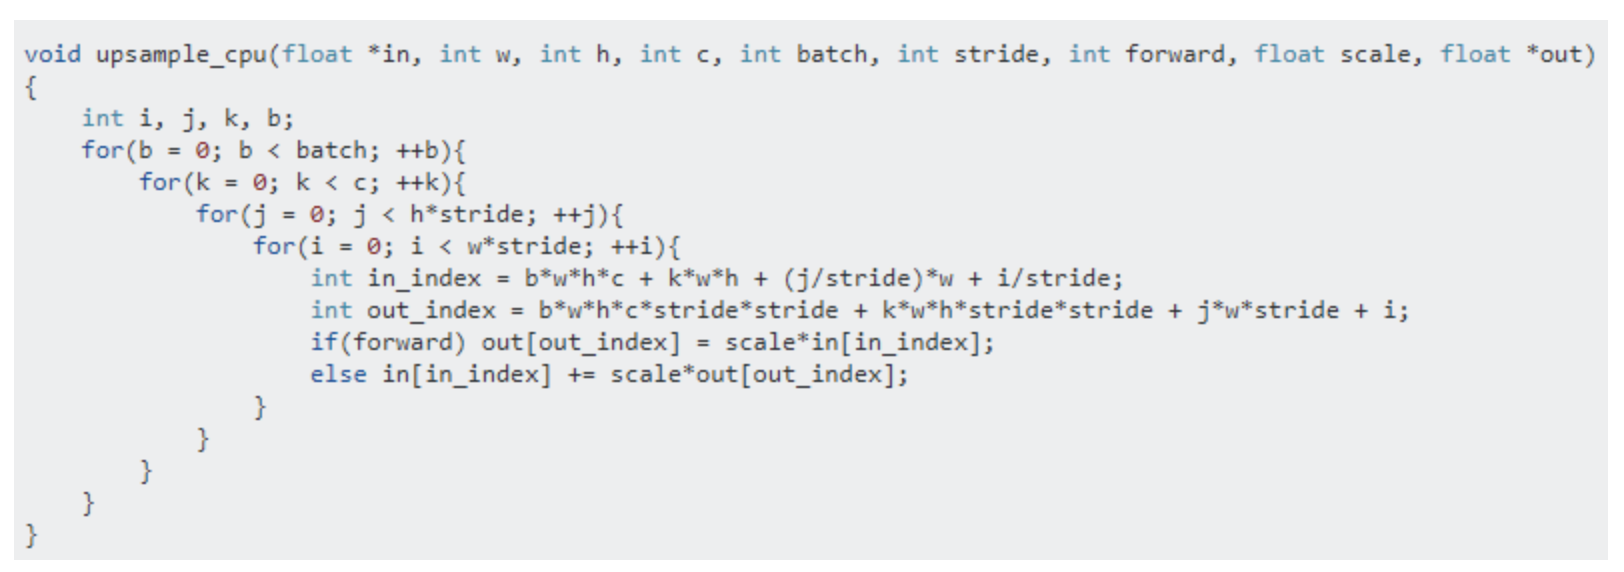 void upsample_cpu(float *in, int w, int h, int c, int batch, int stride, int forward, float scale, float *out)
{
    int i, j, k, b;
    for(b = 0; b < batch; ++b){
        for(k = 0; k < c; ++k){
            for(j = 0; j < h*stride; ++j){
                for(i = 0; i < w*stride; ++i){
                    int in_index = b*w*h*c + k*w*h + (j/stride)*w + i/stride;
                    int out_index = b*w*h*c*stride*stride + k*w*h*stride*stride + j*w*stride + i;
                    if(forward) out[out_index] = scale*in[in_index];
                    else in[in_index] += scale*out[out_index];
                }
            }
        }
    }
}